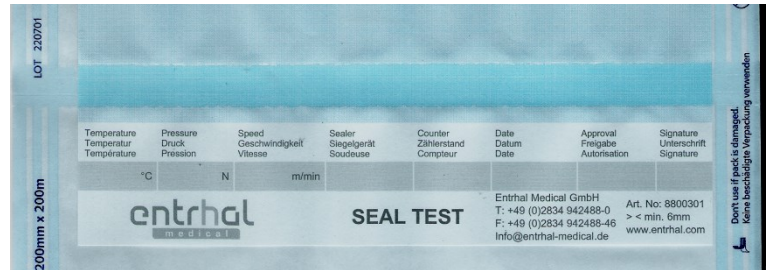 LOT 220701
200mm x 200m
Temperature Pressure Speed Sealer Counter Date Approval Signature
Temperatur Druck Geschwindigkeit Siegelgerät Zählerstand Datum Freigabe Unterschrift
Température Pression Vitesse Soudeuse Compteur Date Autorisation Signature
°C N m/min
entrhal
medical
SEAL TEST
Entrhal Medical GmbH
T: +49 (0)2834 942488-0
F: +49 (0)2834 942488-46
Info@entrhal-medical.de
Art. No: 8800301
> < min. 6mm
www.entrhal.com
Dont use if pack is damaged.
Keine beschädigte Verpackung verwenden